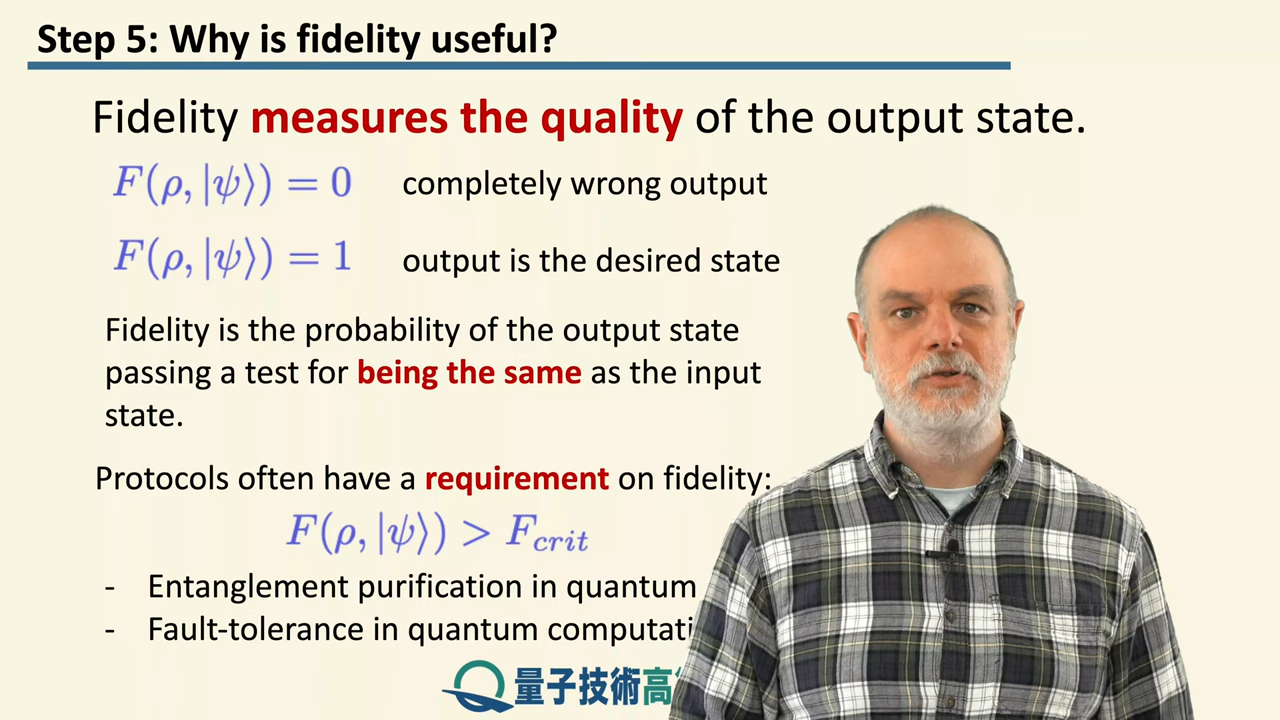 Step 5: Why is fidelity useful?
Fidelity measures the quality of the output state.
F(ρ, |ψ⟩) = 0 completely wrong output
F(ρ, |ψ⟩) = 1 output is the desired state
Fidelity is the probability of the output state
passing a test for being the same as the input
state.
Protocols often have a requirement on fidelity:
F(ρ, |ψ⟩) > F_crit
- Entanglement purification in quantum
- Fault-tolerance in quantum
量子技術高